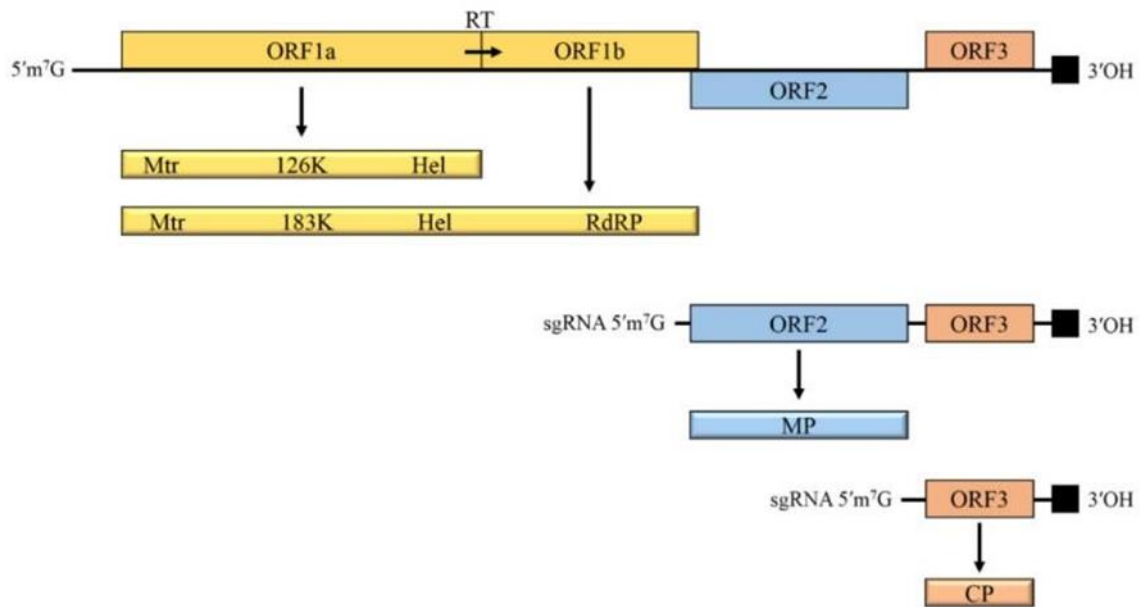 RT
ORF1a ORF1b ORF3
5′m⁷G 3′OH
ORF2
Mtr 126K Hel
Mtr 183K Hel RdRP
sgRNA 5′m⁷G ORF2 ORF3 3′OH
MP
sgRNA 5′m⁷G ORF3 3′OH
CP